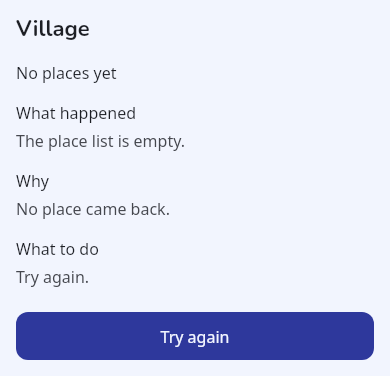 Village
No places yet
What happened
The place list is empty.
Why
No place came back.
What to do
Try again.
Try again